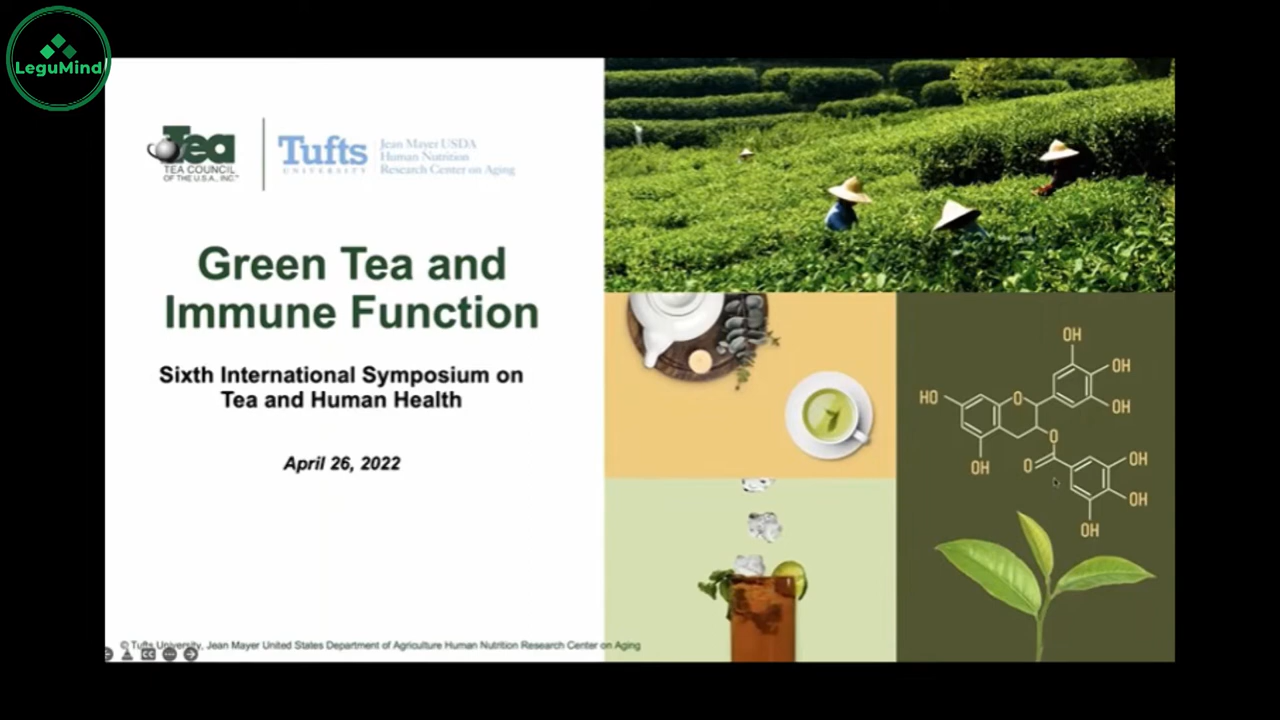 LeguMind
Tea
TEA COUNCIL
OF THE U.S.A., INC.™
Tufts
UNIVERSITY
Jean Mayer USDA
Human Nutrition
Research Center on Aging
Green Tea and
Immune Function
Sixth International Symposium on
Tea and Human Health
April 26, 2022
OH
OH
HO
O
OH
O
OH
O
OH
OH
OH
© Tufts University, Jean Mayer United States Department of Agriculture Human Nutrition Research Center on Aging
CC